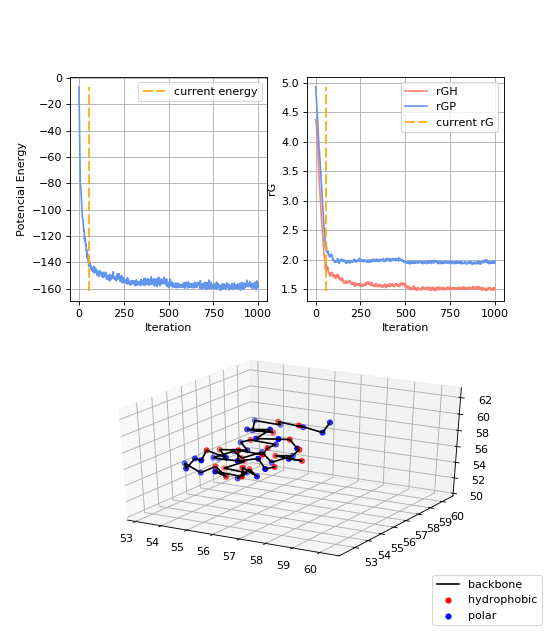 0
−20
−40
−60
−80
−100
−120
−140
−160
Potencial Energy
current energy
0 250 500 750 1000
Iteration
5.0
4.5
4.0
3.5
3.0
2.5
2.0
1.5
rG
rGH
rGP
current rG
0 250 500 750 1000
Iteration
62
60
58
56
54
52
50
53 54 55 56 57 58 59 60
53 54 55 56 57 58 59 60
backbone
hydrophobic
polar